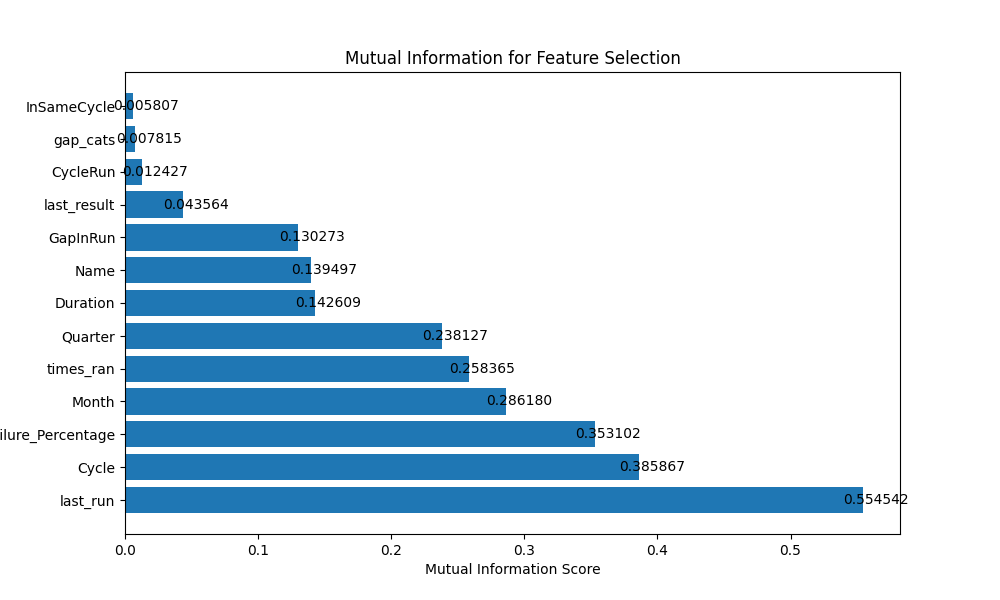 Mutual Information for Feature Selection
InSameCycle 0.005807
gap_cats 0.007815
CycleRun 0.012427
last_result 0.043564
GapInRun 0.130273
Name 0.139497
Duration 0.142609
Quarter 0.238127
times_ran 0.258365
Month 0.286180
ilure_Percentage 0.353102
Cycle 0.385867
last_run 0.554542
0.0 0.1 0.2 0.3 0.4 0.5
Mutual Information Score